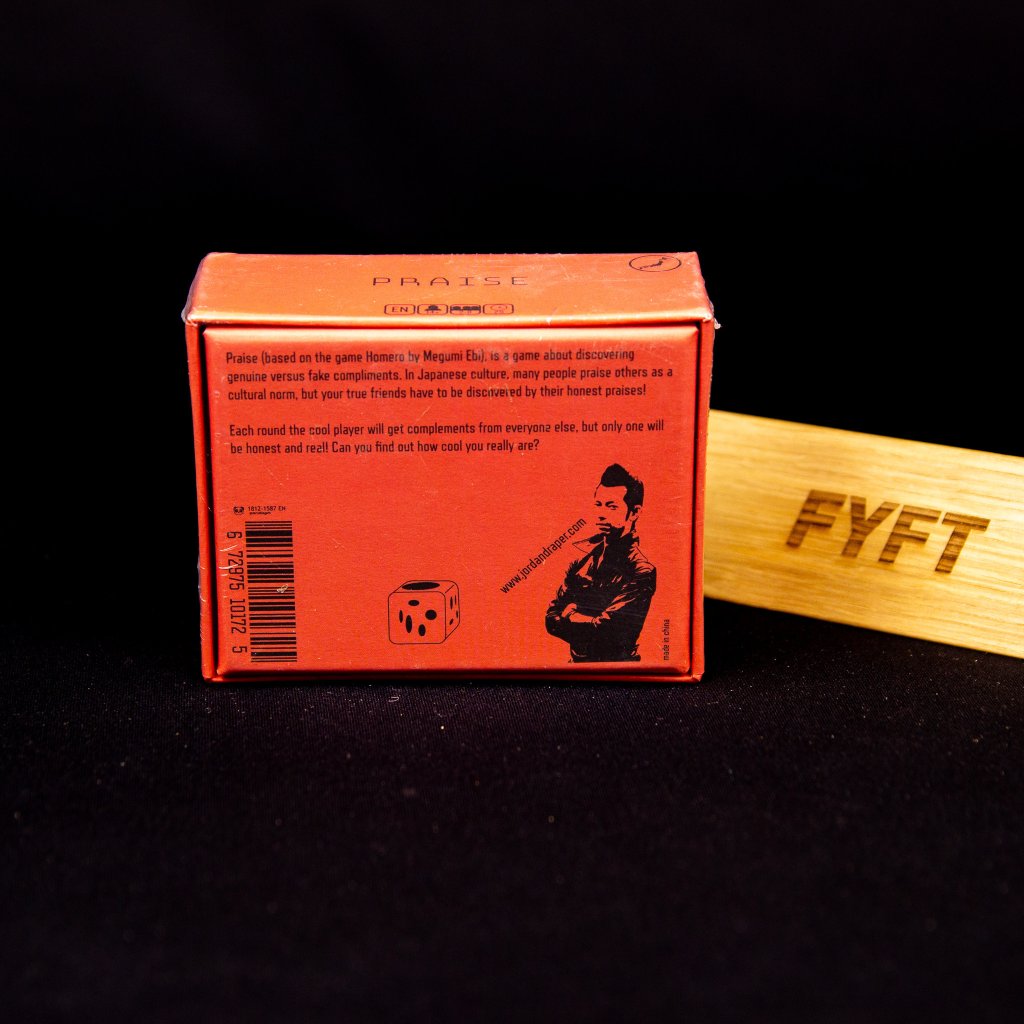 PRAISE
EN
Praise (based on the game Homero by Megumi Ebi), is a game about discovering
genuine versus fake compliments. In Japanese culture, many people praise others as a
cultural norm, but your true friends have to be discovered by their honest praises!
Each round the cool player will get complements from everyone else, but only one will
be honest and real! Can you find out how cool you really are?
1812-1587 EN
6 72975 10172 5
www.jordandraper.com
made in china
FYFT